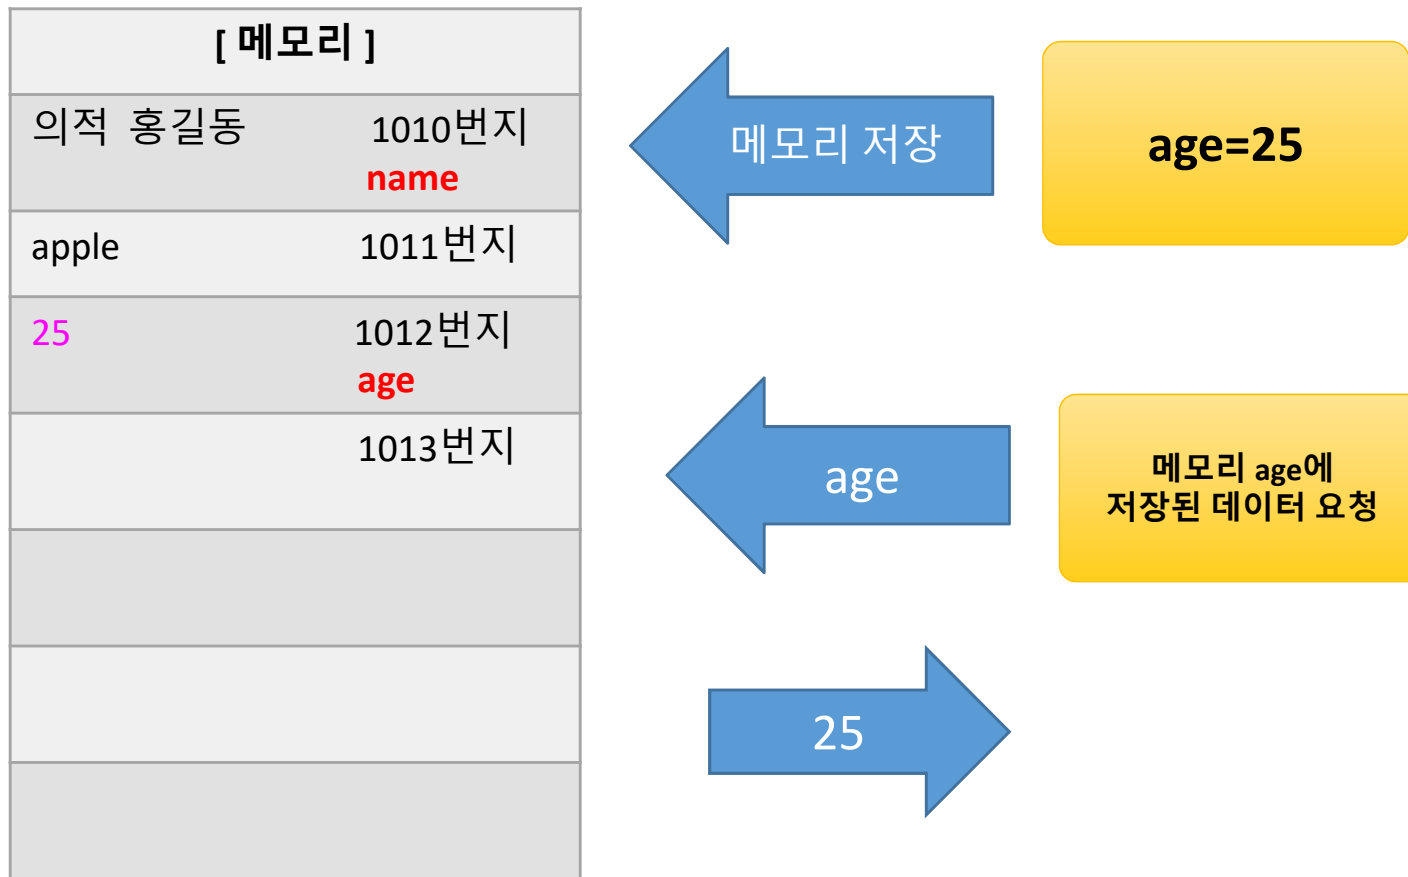 [ 메모리 ]
의적 홍길동 1010번지
name
apple 1011번지
25 1012번지
age
1013번지
메모리 저장
age=25
age
메모리 age에
저장된 데이터 요청
25